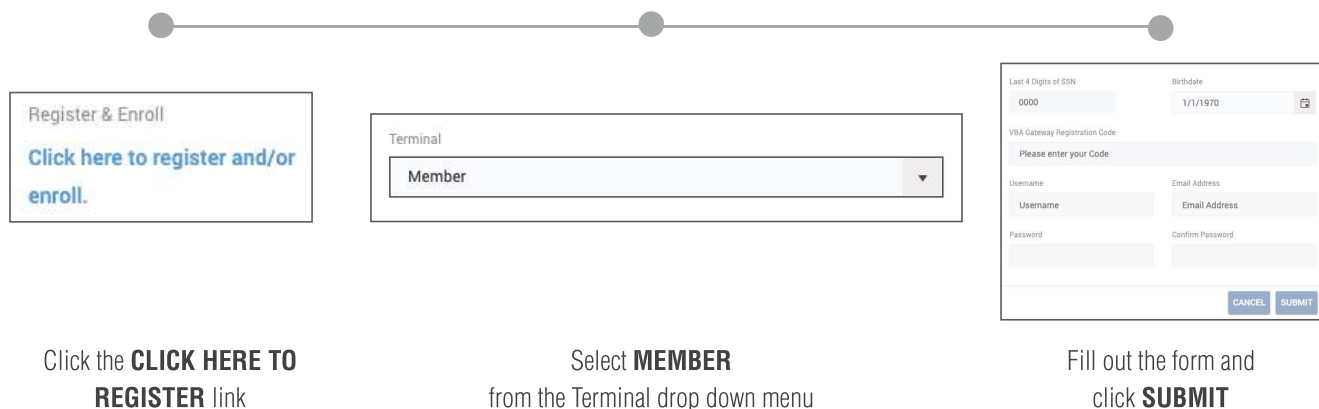 Register & Enroll
Click here to register and/or
enroll.
Terminal
Member
Last 4 Digits of SSN
Birthdate
0000
1/1/1970
VBA Gateway Registration Code
Please enter your Code
Username
Email Address
Username
Email Address
Password
Confirm Password
CANCEL
SUBMIT
Click the CLICK HERE TO
REGISTER link
Select MEMBER
from the Terminal drop down menu
Fill out the form and
click SUBMIT